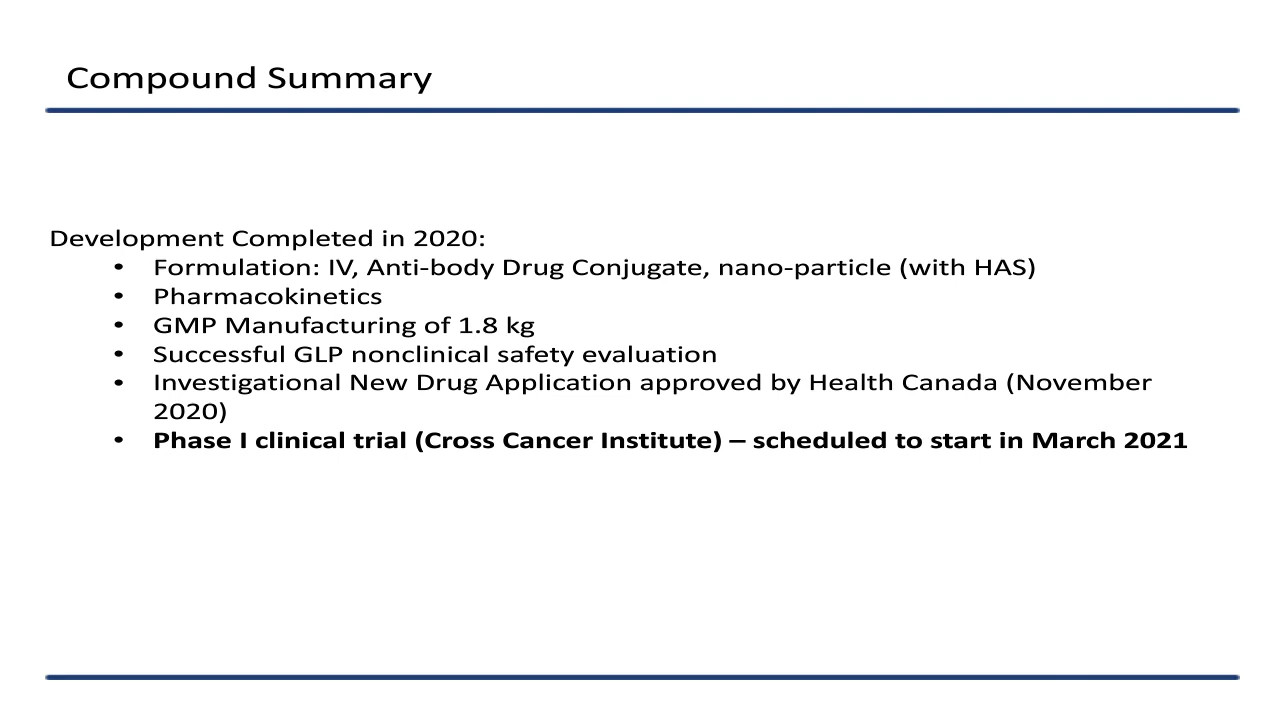 Compound Summary
Development Completed in 2020:
• Formulation: IV, Anti-body Drug Conjugate, nano-particle (with HAS)
• Pharmacokinetics
• GMP Manufacturing of 1.8 kg
• Successful GLP nonclinical safety evaluation
• Investigational New Drug Application approved by Health Canada (November
2020)
• Phase I clinical trial (Cross Cancer Institute) – scheduled to start in March 2021